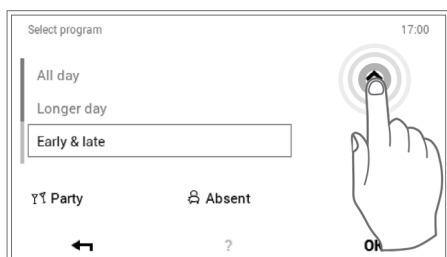 Select program 17:00
All day
Longer day
Early & late
Party Absent
? OK